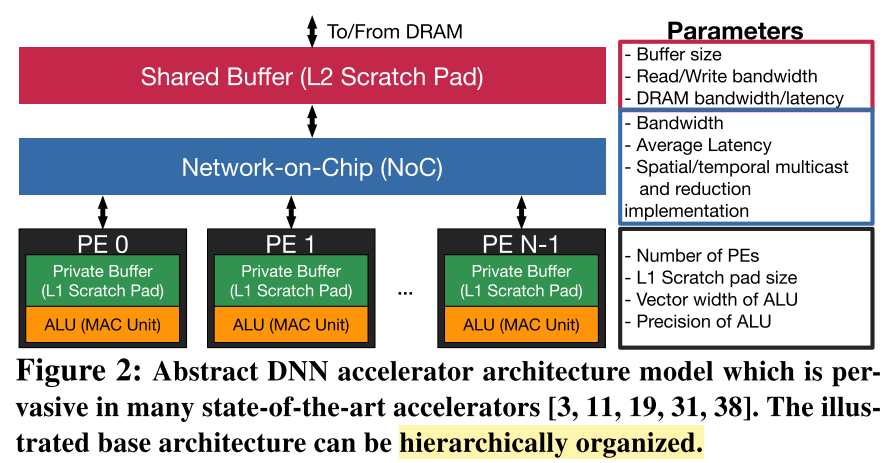 To/From DRAM
Shared Buffer (L2 Scratch Pad)
Network-on-Chip (NoC)
PE 0
Private Buffer
(L1 Scratch Pad)
ALU (MAC Unit)
PE 1
Private Buffer
(L1 Scratch Pad)
ALU (MAC Unit)
...
PE N-1
Private Buffer
(L1 Scratch Pad)
ALU (MAC Unit)
Parameters
- Buffer size
- Read/Write bandwidth
- DRAM bandwidth/latency
- Bandwidth
- Average Latency
- Spatial/temporal multicast
and reduction
implementation
- Number of PEs
- L1 Scratch pad size
- Vector width of ALU
- Precision of ALU
Figure 2: Abstract DNN accelerator architecture model which is per-
vasive in many state-of-the-art accelerators [3, 11, 19, 31, 38]. The illus-
trated base architecture can be hierarchically organized.